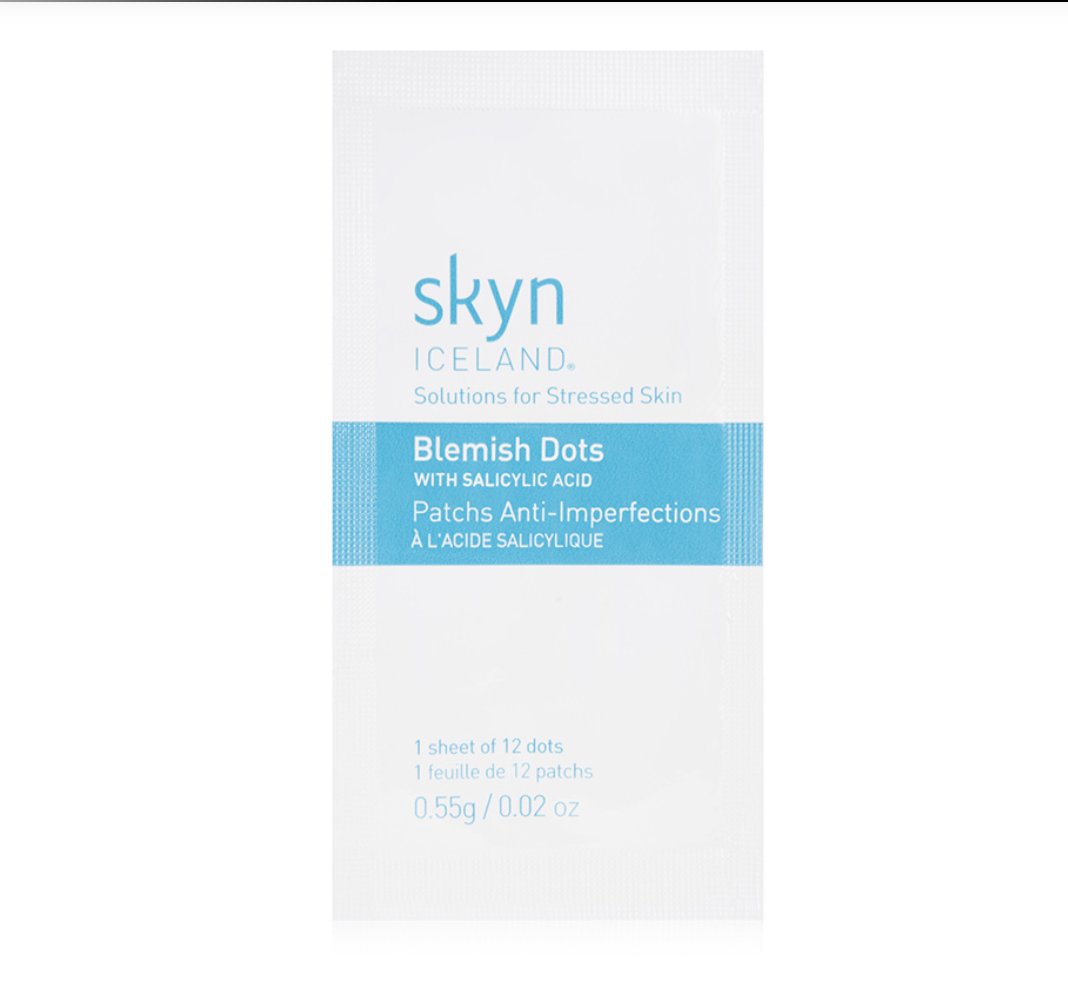 skyn
ICELAND®
Solutions for Stressed Skin
Blemish Dots
WITH SALICYLIC ACID
Patchs Anti-Imperfections
À L'ACIDE SALICYLIQUE
1 sheet of 12 dots
1 feuille de 12 patchs
0.55g / 0.02 oz